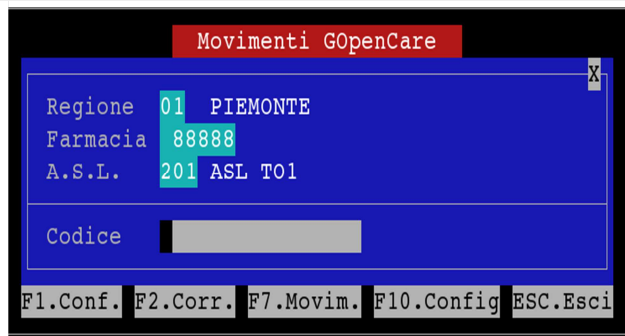 Movimenti GOpenCare
X
Regione 01 PIEMONTE
Farmacia 88888
A.S.L. 201 ASL TO1
Codice
F1.Conf. F2.Corr. F7.Movim. F10.Config ESC.Esci